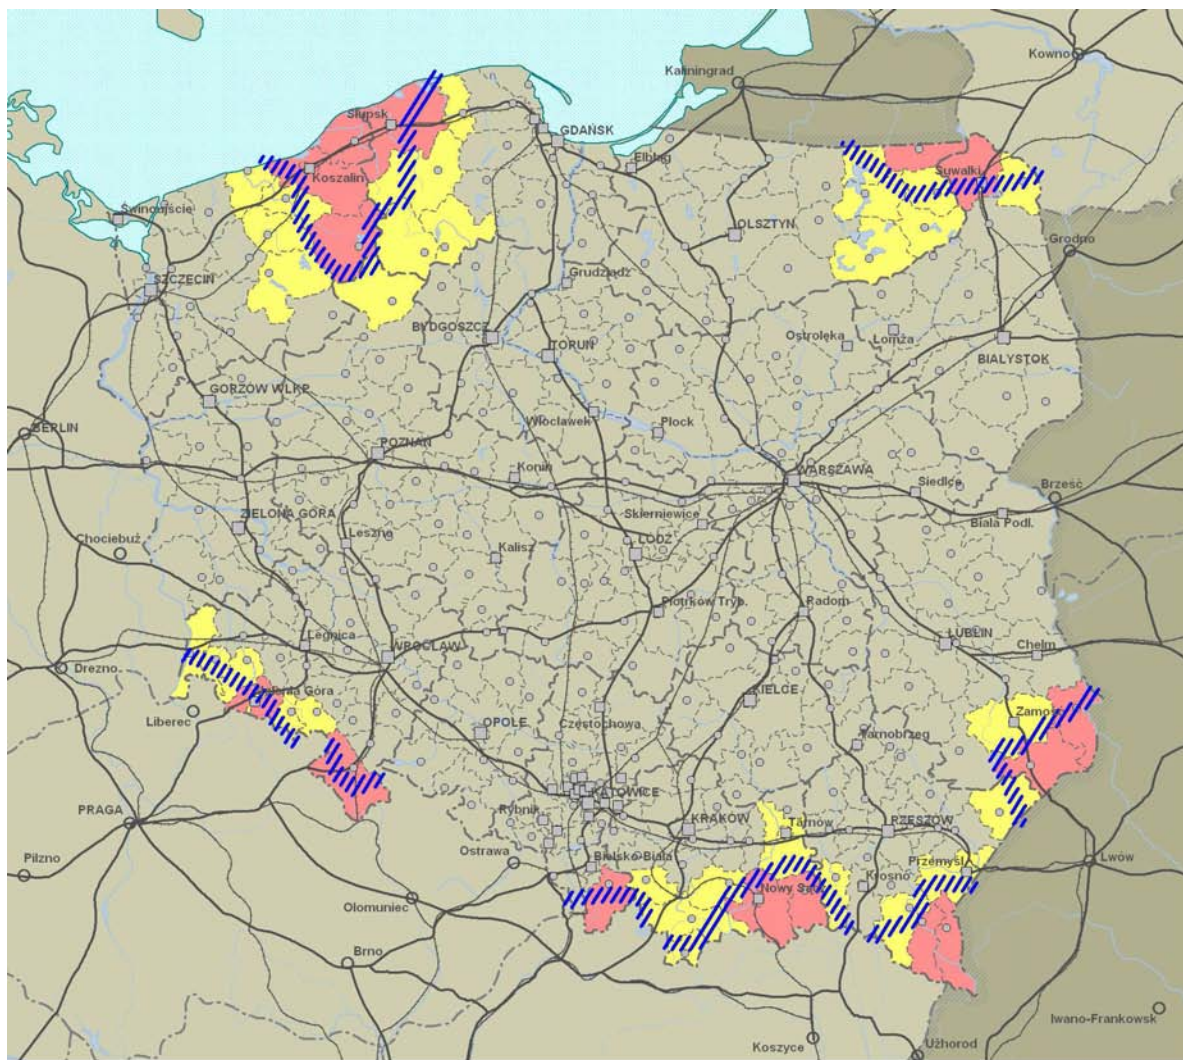 Kowno
Kaliningrad
Słupsk
GDAŃSK
Elbląg
Koszalin
Suwałki
Świnoujście
OLSZTYN
Grodno
SZCZECIN
Grudziądz
BYDGOSZCZ
Ostrołęka
Łomża
TORUŃ
BIAŁYSTOK
GORZÓW WLKP.
Włocławek
Płock
BERLIN
POZNAŃ
Konin
WARSZAWA
Siedlce
Brześć
Skierniewice
Biała Podl.
ZIELONA GÓRA
Chociebuż
Leszno
Kalisz
ŁÓDŹ
Piotrków Tryb.
Radom
Legnica
WROCŁAW
LUBLIN
Chełm
Drezno
Jelenia Góra
Liberec
KIELCE
Zamość
OPOLE
Częstochowa
Tarnobrzeg
PRAGA
KATOWICE
Rybnik
KRAKÓW
Tarnów
RZESZÓW
Pilzno
Ostrawa
Bielsko-Biała
Przemyśl
Lwów
Krosno
Nowy Sącz
Ołomuniec
Brno
Iwano-Frankowsk
Koszyce
Użhorod